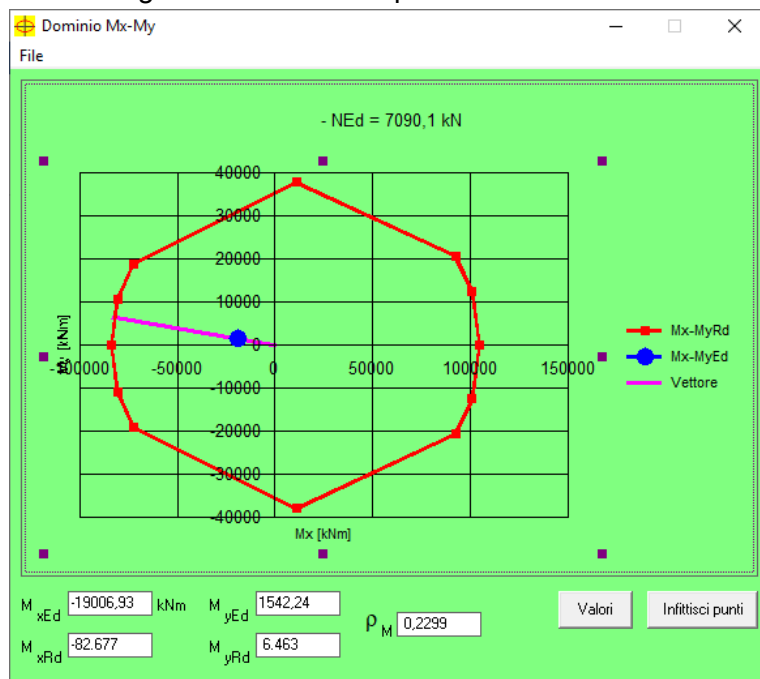 Dominio Mx-My
File
- NEd = 7090,1 kN
40000
30000
20000
10000
0
-10000
-20000
-30000
-40000
-100000 -50000 0 50000 100000 150000
Mx [kNm]
Mx-MyRd
Mx-MyEd
Vettore
M xEd -19006,93 kNm M yEd 1542,24
M xRd -82.677 M yRd 6.463
ρ M 0,2299
Valori Infittisci punti